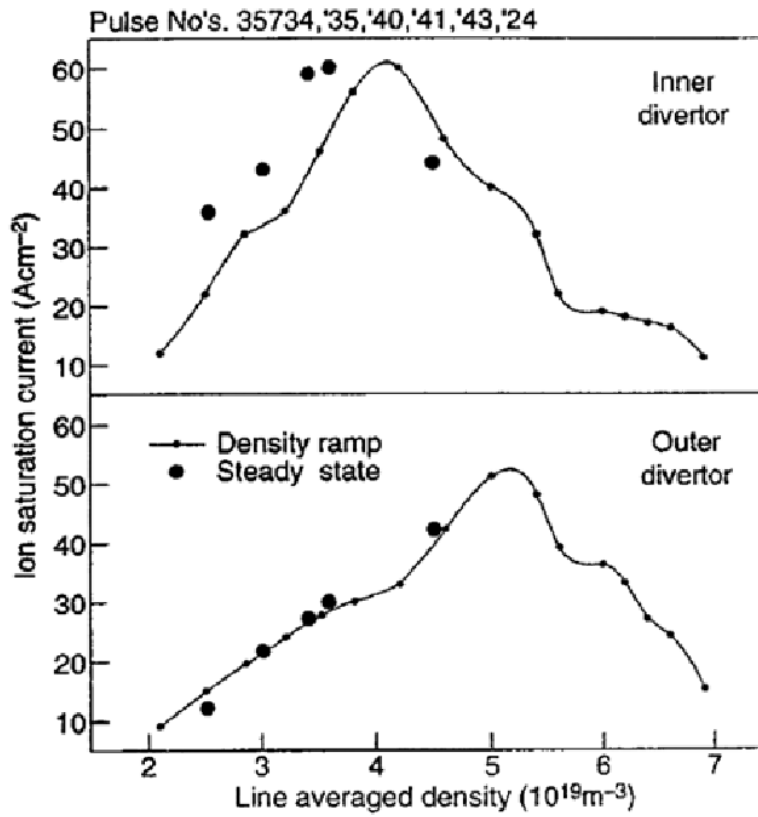 Pulse No's. 35734,'35,'40,'41,'43,'24
60
50
40
30
20
10
Inner
divertor
Ion saturation current (Acm⁻²)
60
50
40
30
20
10
Density ramp
Steady state
Outer
divertor
2 3 4 5 6 7
Line averaged density (10¹⁹m⁻³)